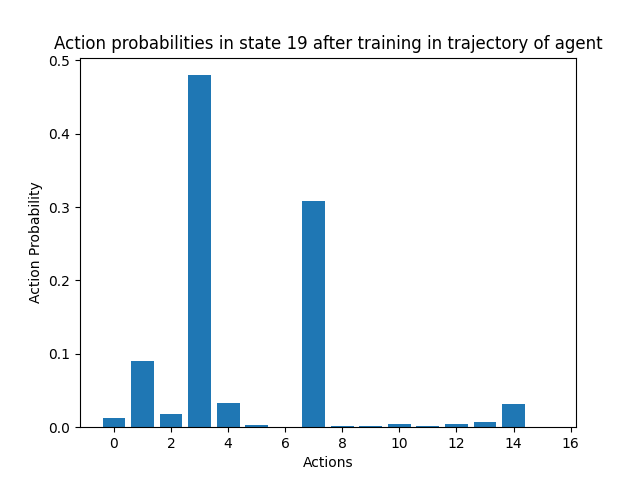 Action probabilities in state 19 after training in trajectory of agent
0.5
0.4
0.3
0.2
0.1
0.0
Action Probability
0 2 4 6 8 10 12 14 16
Actions